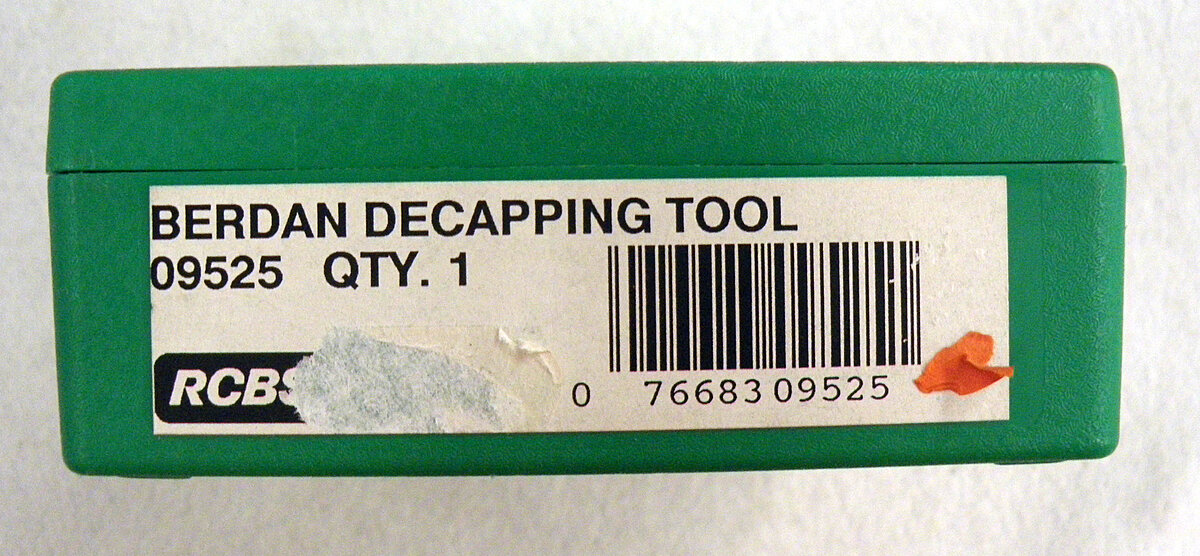 BERDAN DECAPPING TOOL
09525 QTY. 1
RCBS
0 76683 09525